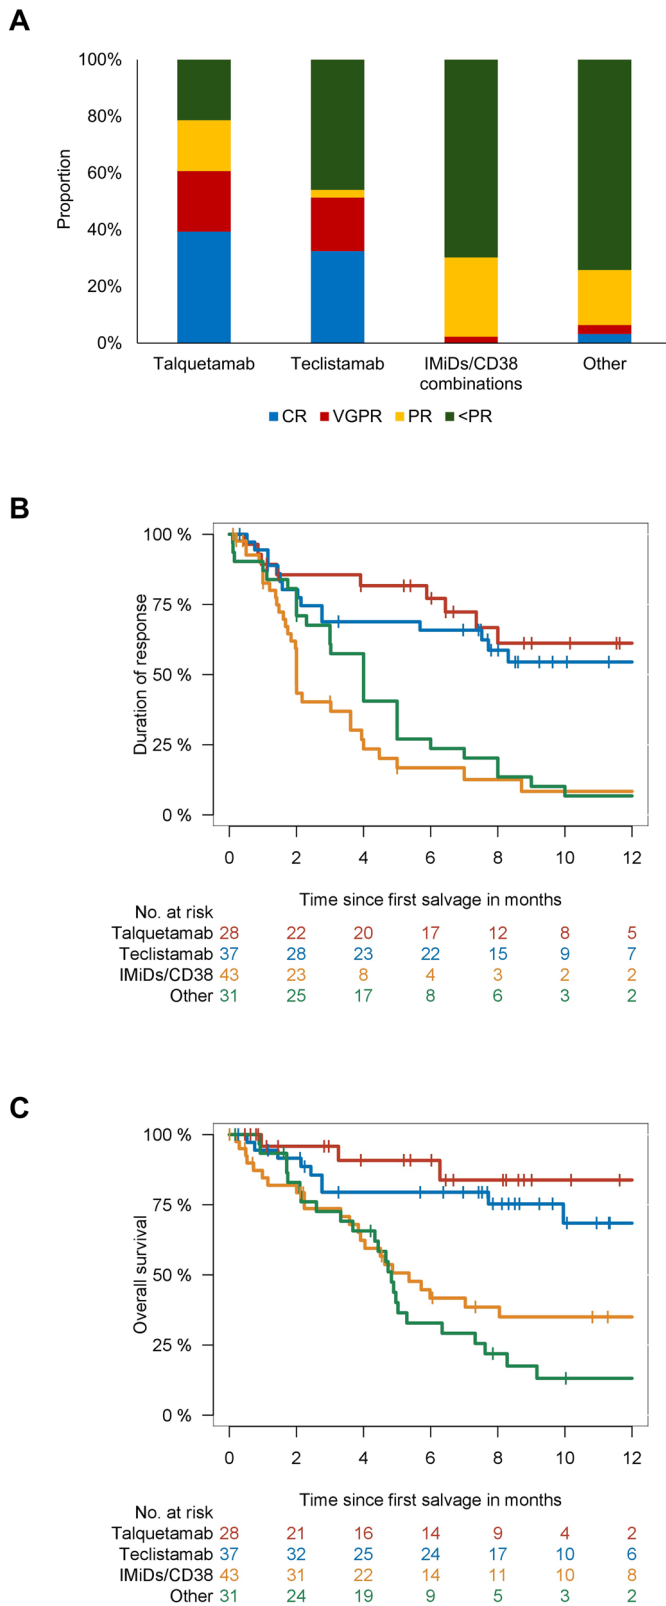 A
100%
80%
60%
40%
20%
0%
Proportion
Talquetamab Teclistamab IMiDs/CD38 combinations Other
CR VGPR PR <PR
B
100 %
75 %
50 %
25 %
0 %
Duration of response
0 2 4 6 8 10 12
Time since first salvage in months
No. at risk
Talquetamab 28 22 20 17 12 8 5
Teclistamab 37 28 23 22 15 9 7
IMiDs/CD38 43 23 8 4 3 2 2
Other 31 25 17 8 6 3 2
C
100 %
75 %
50 %
25 %
0 %
Overall survival
0 2 4 6 8 10 12
Time since first salvage in months
No. at risk
Talquetamab 28 21 16 14 9 4 2
Teclistamab 37 32 25 24 17 10 6
IMiDs/CD38 43 31 22 14 11 10 8
Other 31 24 19 9 5 3 2